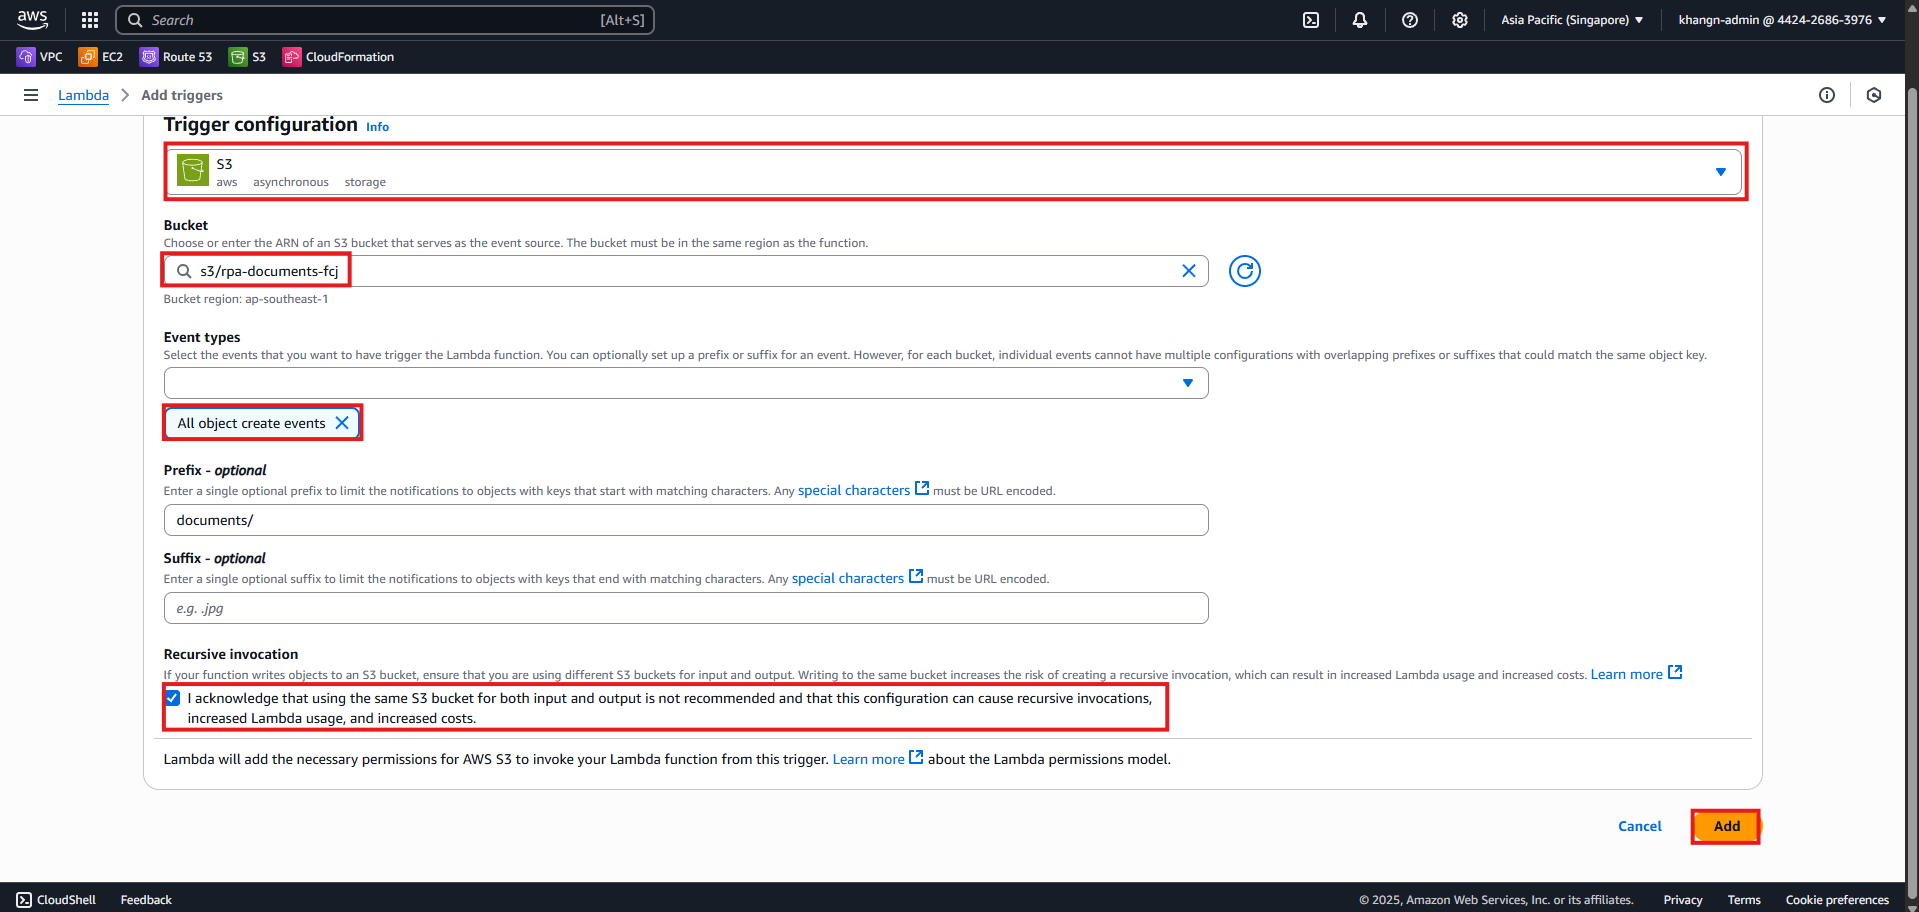 aws
Search
[Alt+S]
Asia Pacific (Singapore)
khangn-admin @ 4424-2686-3976
VPC
EC2
Route 53
S3
CloudFormation
Lambda
Add triggers
Trigger configuration Info
S3
aws asynchronous storage
Bucket
Choose or enter the ARN of an S3 bucket that serves as the event source. The bucket must be in the same region as the function.
s3/rpa-documents-fcj
Bucket region: ap-southeast-1
Event types
Select the events that you want to have trigger the Lambda function. You can optionally set up a prefix or suffix for an event. However, for each bucket, individual events cannot have multiple configurations with overlapping prefixes or suffixes that could match the same object key.
All object create events
Prefix - optional
Enter a single optional prefix to limit the notifications to objects with keys that start with matching characters. Any special characters must be URL encoded.
documents/
Suffix - optional
Enter a single optional suffix to limit the notifications to objects with keys that end with matching characters. Any special characters must be URL encoded.
e.g. .jpg
Recursive invocation
If your function writes objects to an S3 bucket, ensure that you are using different S3 buckets for input and output. Writing to the same bucket increases the risk of creating a recursive invocation, which can result in increased Lambda usage and increased costs. Learn more
I acknowledge that using the same S3 bucket for both input and output is not recommended and that this configuration can cause recursive invocations,
increased Lambda usage, and increased costs.
Lambda will add the necessary permissions for AWS S3 to invoke your Lambda function from this trigger. Learn more about the Lambda permissions model.
Cancel
Add
CloudShell
Feedback
© 2025, Amazon Web Services, Inc. or its affiliates.
Privacy
Terms
Cookie preferences